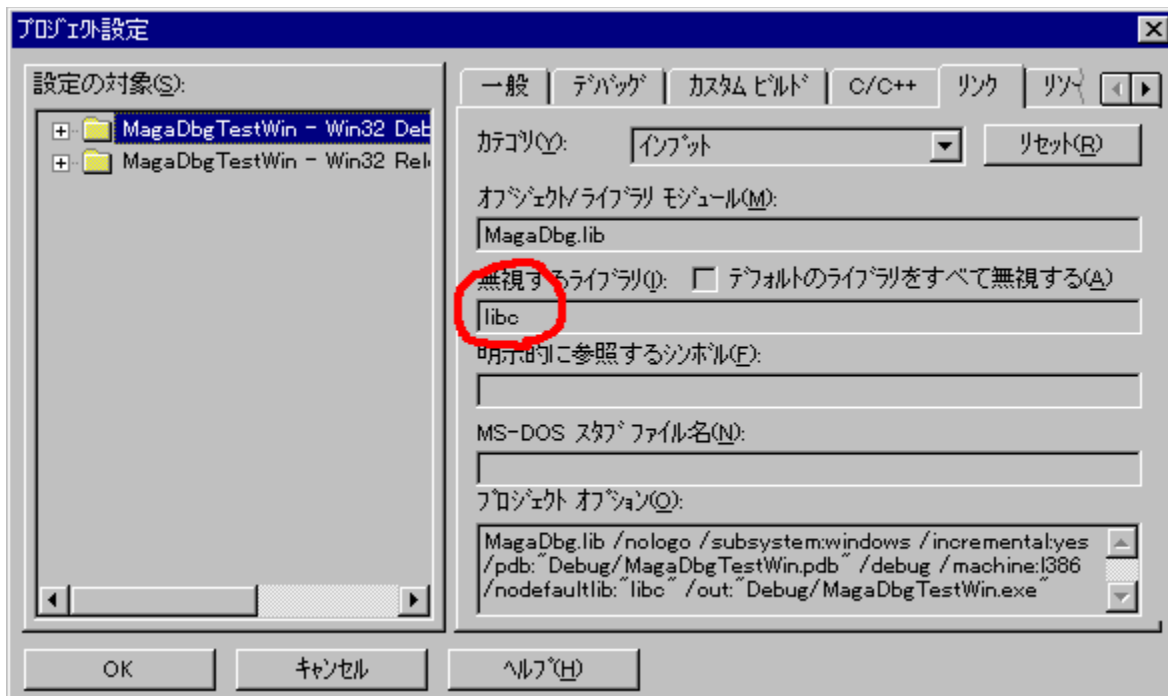 プロジェクト設定
設定の対象(S):
MagaDbgTestWin - Win32 Deb
MagaDbgTestWin - Win32 Rel
一般
デバッグ
カスタム ビルド
C/C++
リンク
リソー
カテゴリ(Y):
インプット
リセット(R)
オブジェクト/ライブラリ モジュール(M):
MagaDbg.lib
無視するライブラリ(I):
デフォルトのライブラリをすべて無視する(A)
libc
明示的に参照するシンボル(F):
MS-DOS スタブ ファイル名(N):
プロジェクト オプション(O):
MagaDbg.lib /nologo /subsystem:windows /incremental:yes
/pdb:"Debug/MagaDbgTestWin.pdb" /debug /machine:I386
/nodefaultlib:"libc" /out:"Debug/MagaDbgTestWin.exe"
OK
キャンセル
ヘルプ(H)